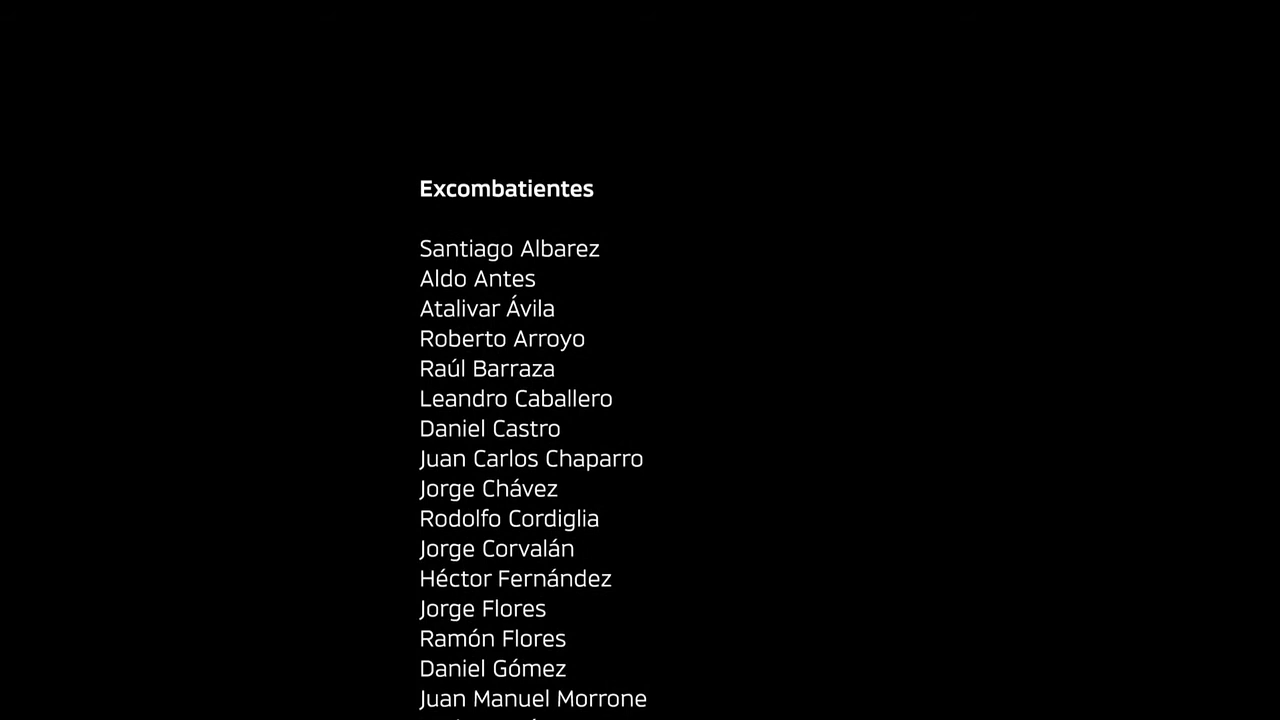 Excombatientes
Santiago Albarez
Aldo Antes
Atalivar Ávila
Roberto Arroyo
Raúl Barraza
Leandro Caballero
Daniel Castro
Juan Carlos Chaparro
Jorge Chávez
Rodolfo Cordiglia
Jorge Corvalán
Héctor Fernández
Jorge Flores
Ramón Flores
Daniel Gómez
Juan Manuel Morrone